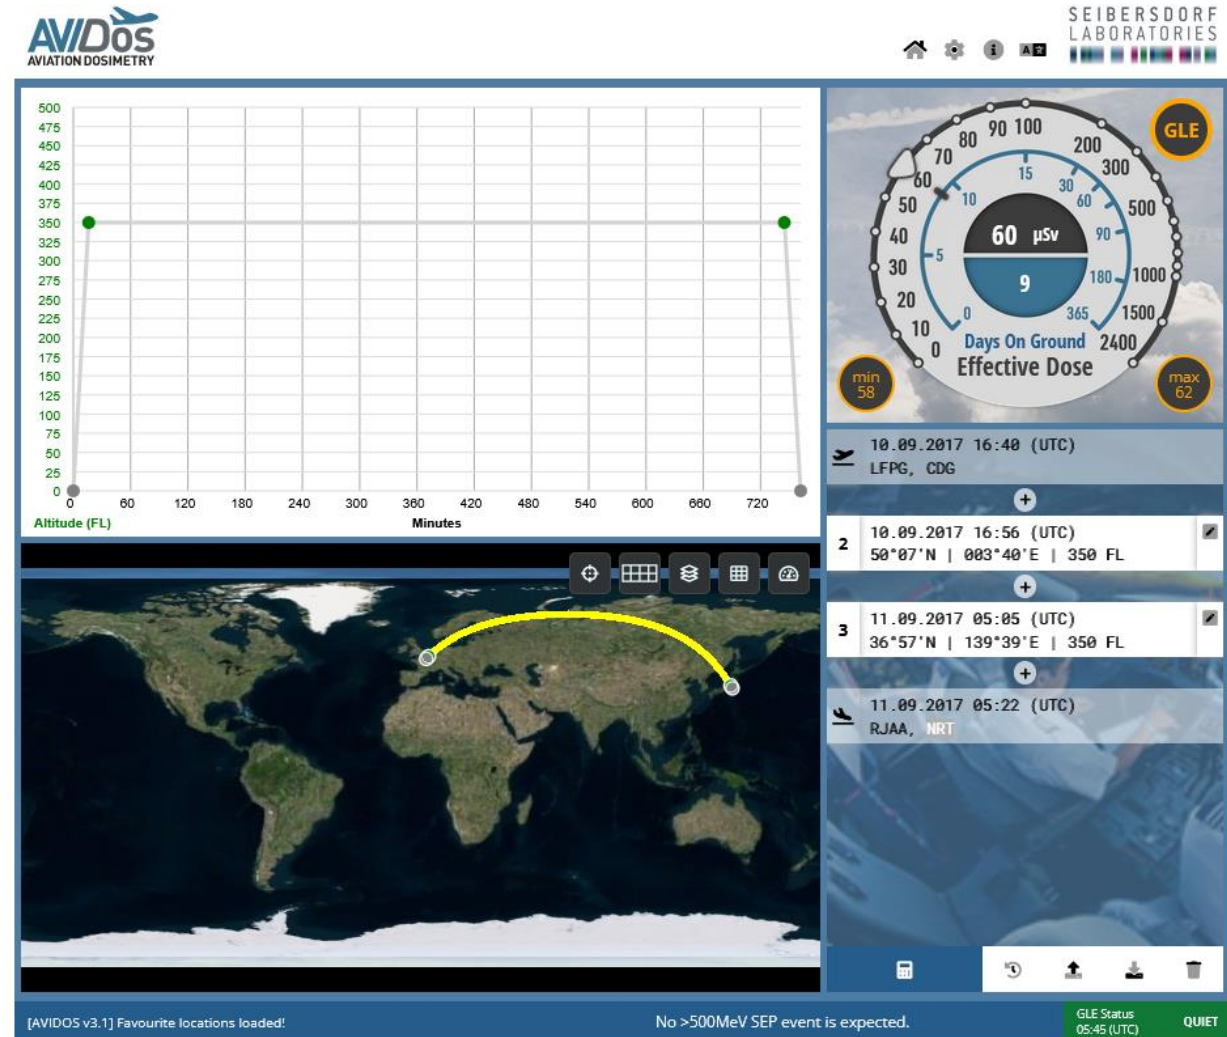 AVIDOS
AVIATION DOSIMETRY
SEIBERSDORF
LABORATORIES
500
475
450
425
400
375
350
325
300
275
250
225
200
175
150
125
100
75
50
25
0
0 60 120 180 240 300 360 420 480 540 600 660 720
Altitude (FL) Minutes
GLE
0 10 20 30 40 50 60 70 80 90 100 200 300 500 1000 1500 2400
0 5 10 15 30 60 90 180 365
60 µSv
9
Days On Ground
Effective Dose
min
58
max
62
10.09.2017 16:40 (UTC)
LFPG, CDG
2
10.09.2017 16:56 (UTC)
50°07'N | 003°40'E | 350 FL
3
11.09.2017 05:05 (UTC)
36°57'N | 139°39'E | 350 FL
11.09.2017 05:22 (UTC)
RJAA, NRT
[AVIDOS v3.1] Favourite locations loaded!
No >500MeV SEP event is expected.
GLE Status
05:45 (UTC)
QUIET